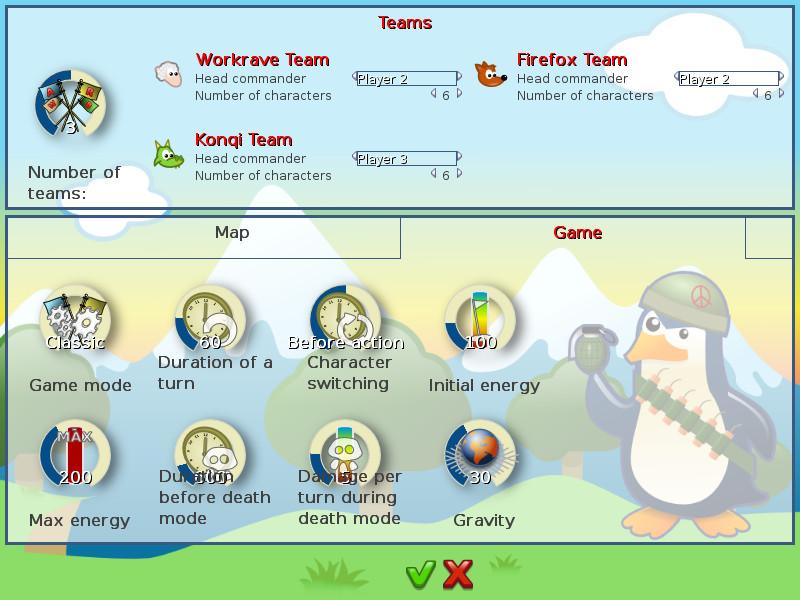 Teams
Workrave Team
Head commander
Player 2
Number of characters
6
Firefox Team
Head commander
Player 2
Number of characters
6
3
Number of
teams:
Konqi Team
Head commander
Player 3
Number of characters
6
Map
Game
Classic
Game mode
60
Duration of a
turn
Before action
Character
switching
100
Initial energy
MAX
200
Max energy
Duration
before death
mode
5
Damage per
turn during
death mode
30
Gravity